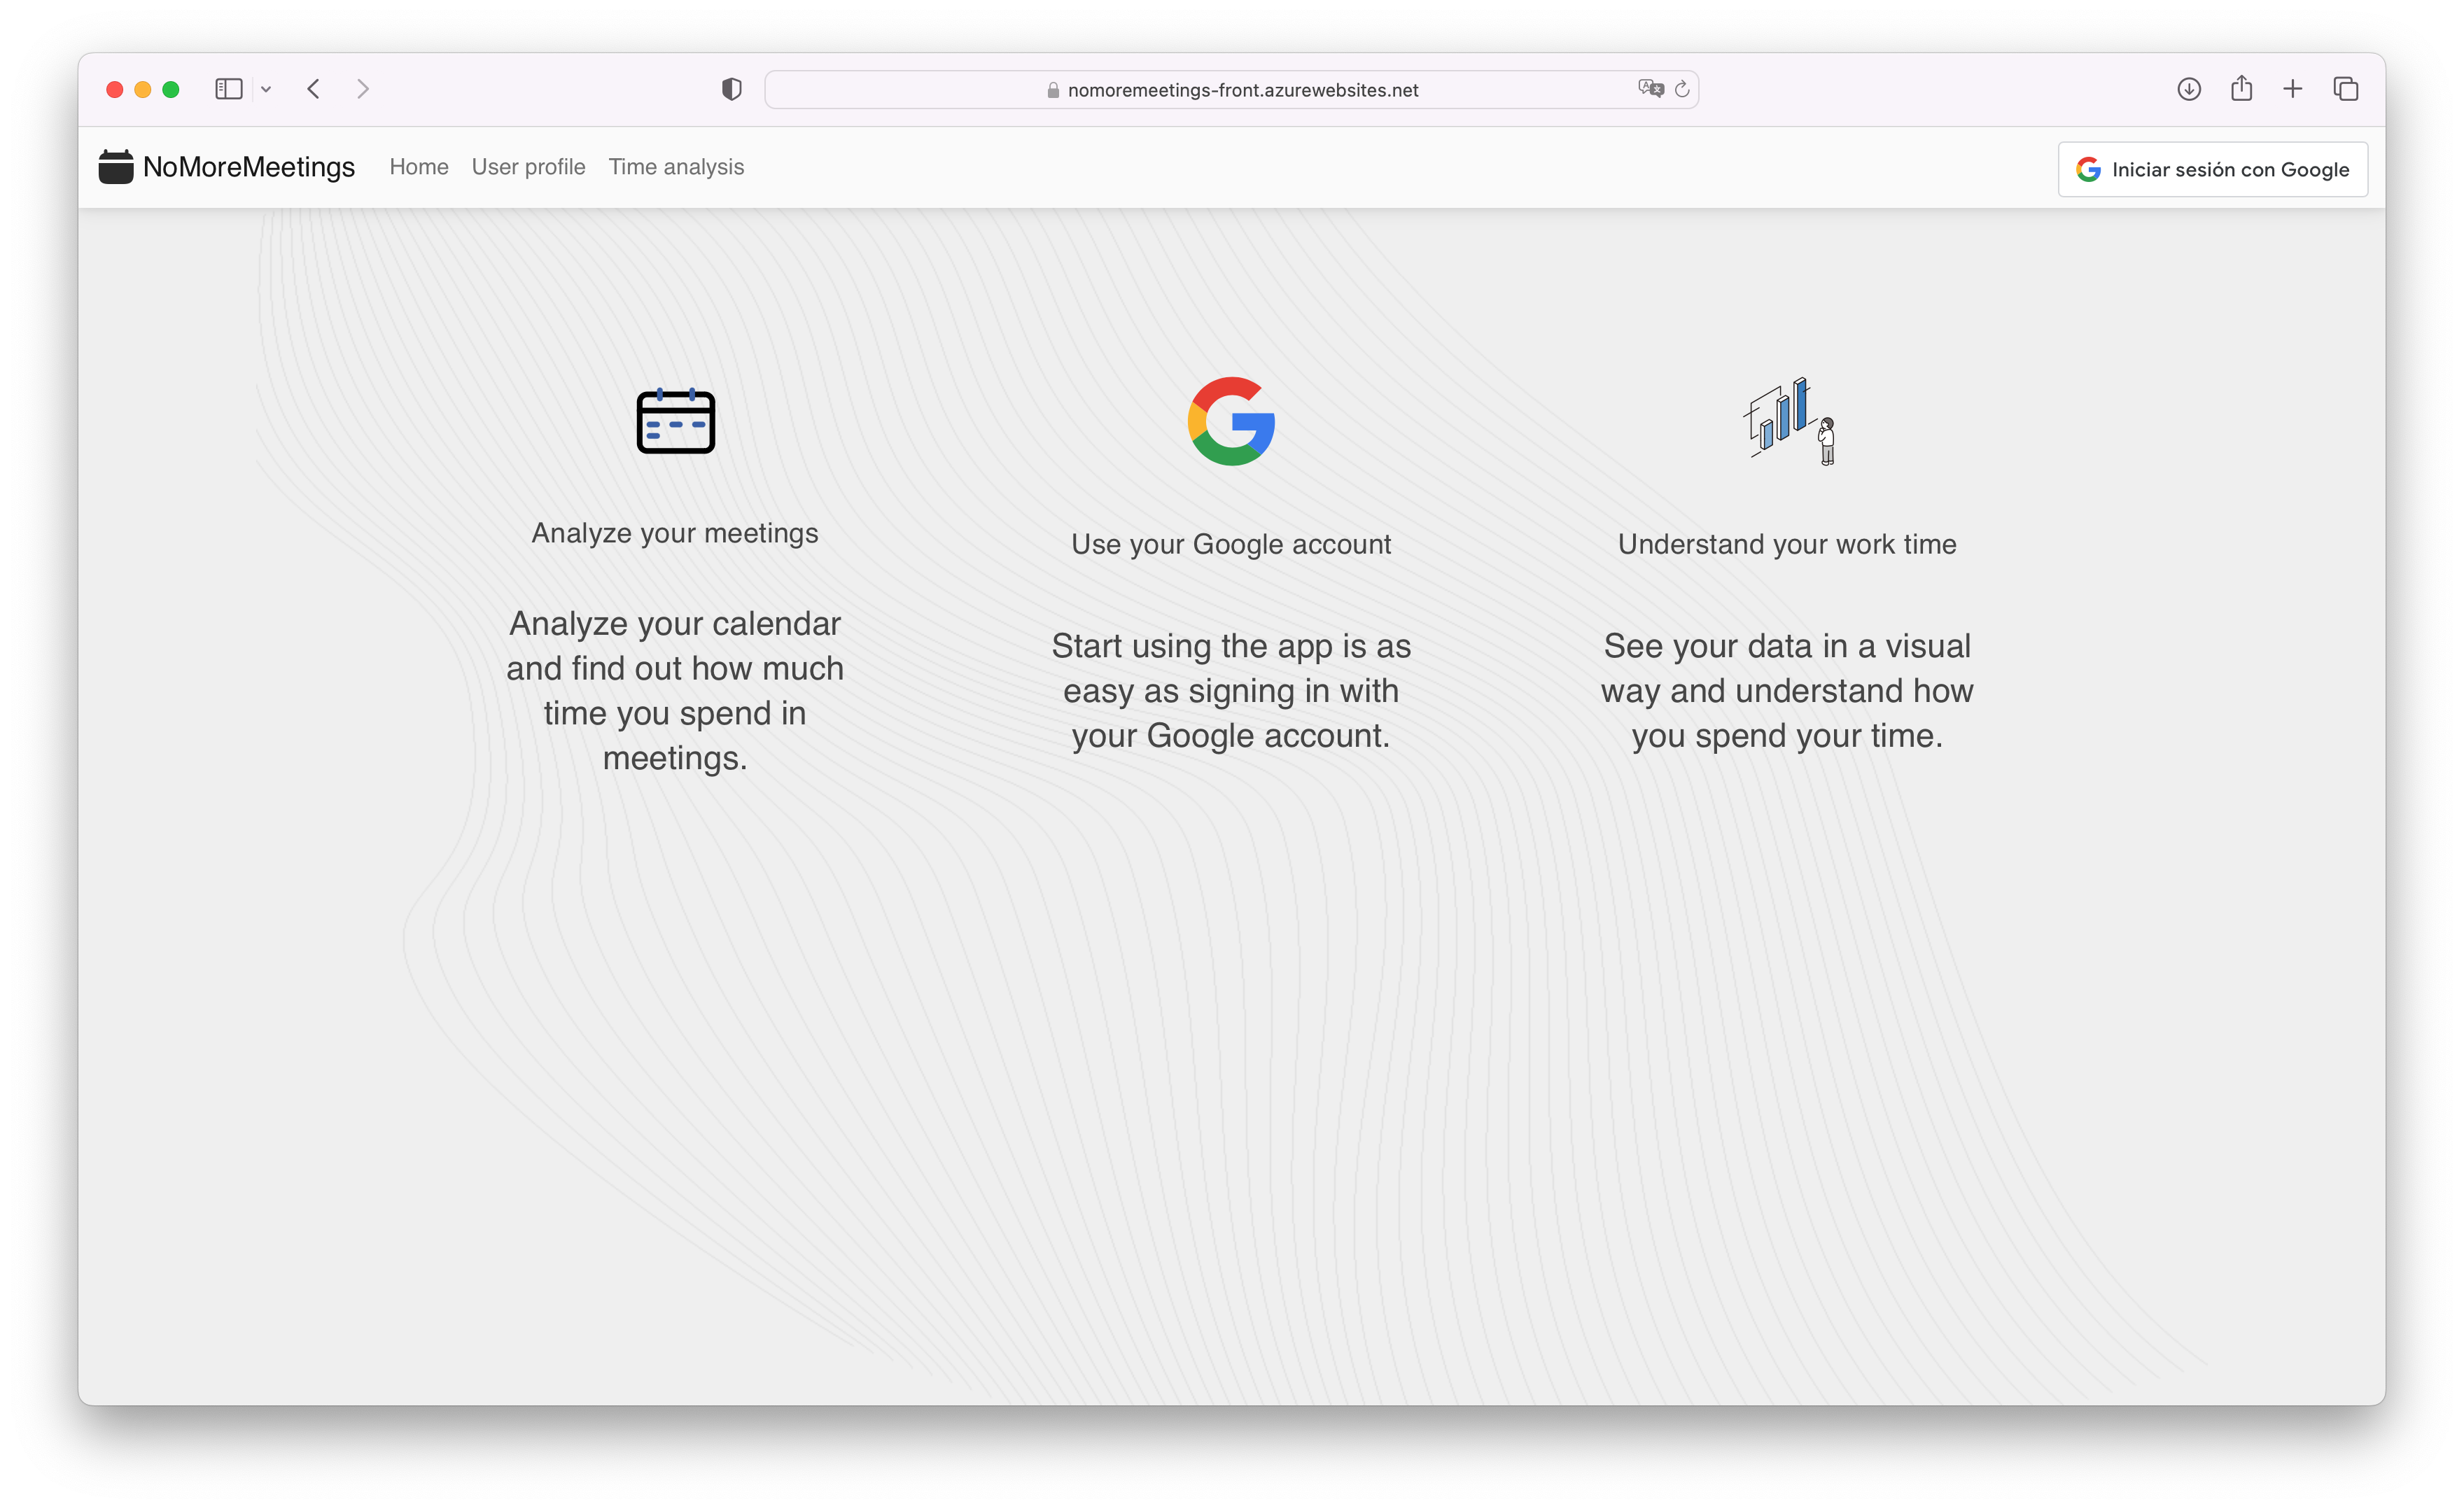 nomoremeetings-front.azurewebsites.net
NoMoreMeetings Home User profile Time analysis Iniciar sesión con Google
Analyze your meetings
Analyze your calendar
and find out how much
time you spend in
meetings.
Use your Google account
Start using the app is as
easy as signing in with
your Google account.
Understand your work time
See your data in a visual
way and understand how
you spend your time.